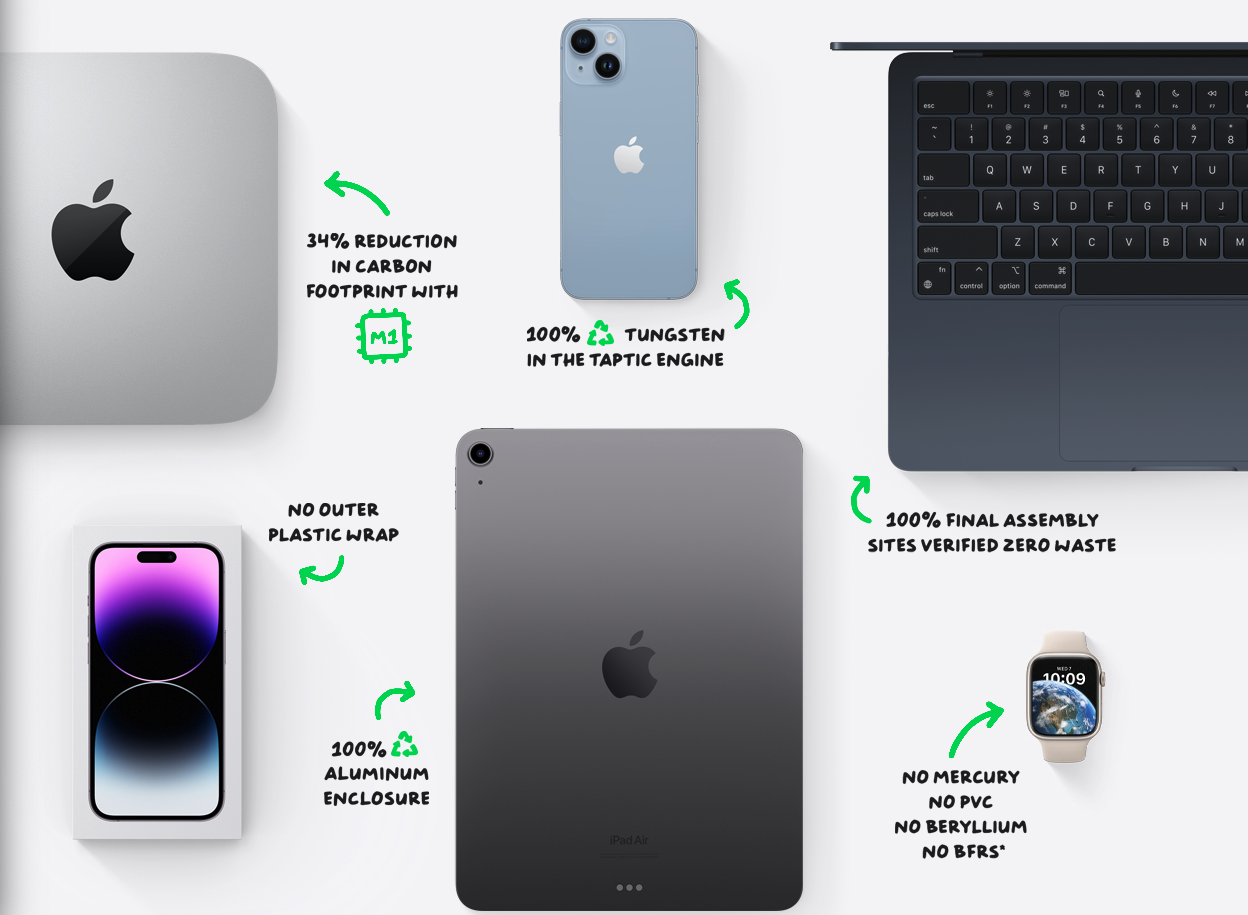 34% REDUCTION
IN CARBON
FOOTPRINT WITH
M1
100% TUNGSTEN
IN THE TAPTIC ENGINE
esc F1 F2 F3 F4 F5 F6 F7
~ ! @ # $ % ^ & *
` 1 2 3 4 5 6 7 8
tab Q W E R T Y U
caps lock A S D F G H J
shift Z X C V B N M
fn control option command
NO OUTER
PLASTIC WRAP
100% FINAL ASSEMBLY
SITES VERIFIED ZERO WASTE
100%
ALUMINUM
ENCLOSURE
iPad Air
WED 7
10:09
NO MERCURY
NO PVC
NO BERYLLIUM
NO BFRS*